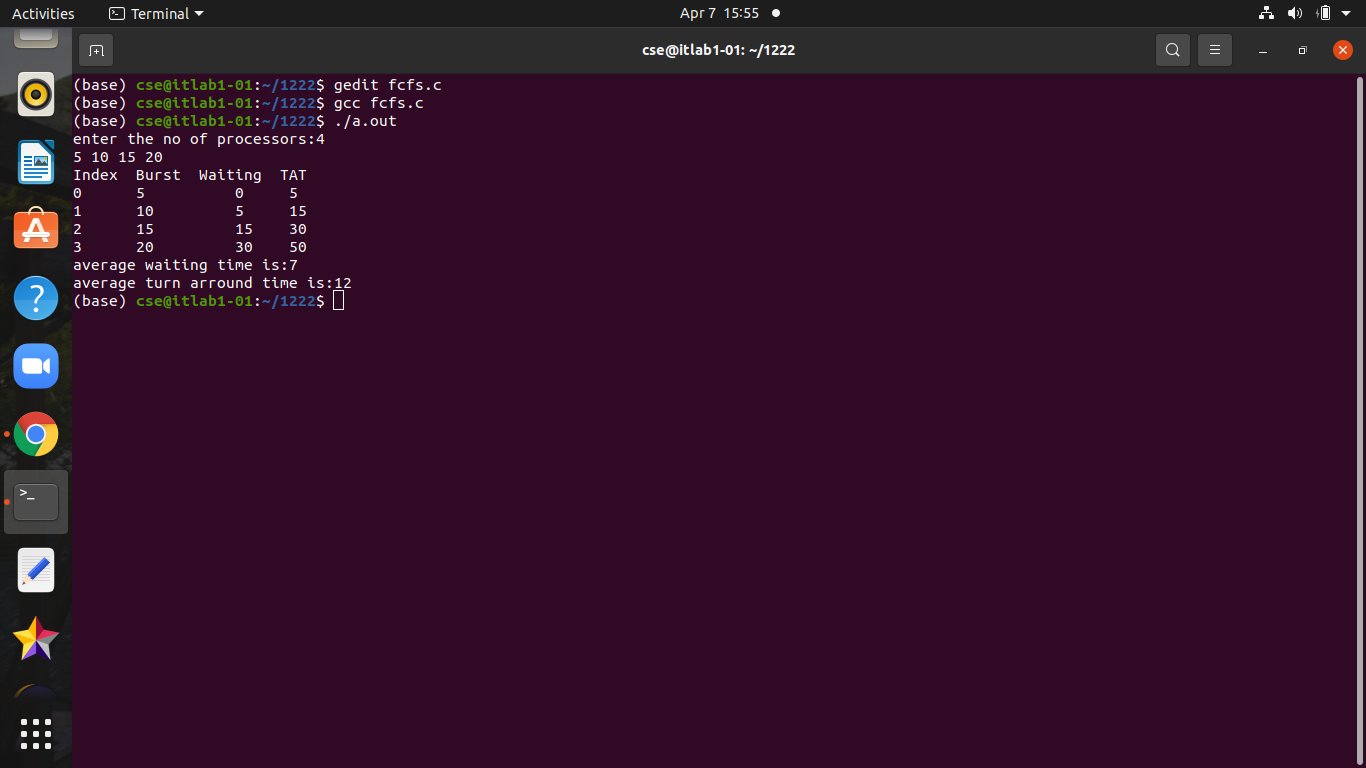 Activities Terminal Apr 7 15:55
cse@itlab1-01: ~/1222
(base) cse@itlab1-01:~/1222$ gedit fcfs.c
(base) cse@itlab1-01:~/1222$ gcc fcfs.c
(base) cse@itlab1-01:~/1222$ ./a.out
enter the no of processors:4
5 10 15 20
Index  Burst  Waiting  TAT
0      5          0     5
1      10         5     15
2      15         15    30
3      20         30    50
average waiting time is:7
average turn arround time is:12
(base) cse@itlab1-01:~/1222$